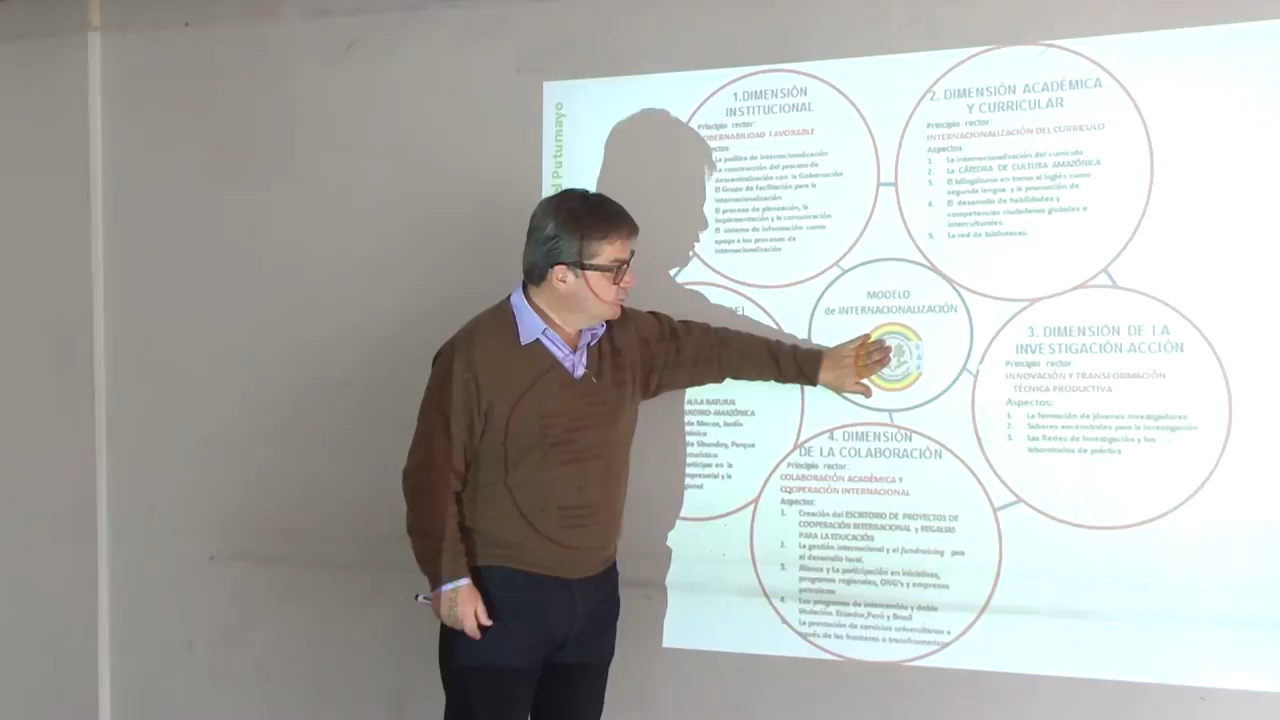 el Putumayo
1.DIMENSIÓN
INSTITUCIONAL
Principio rector:
GOBERNABILIDAD FAVORABLE
La política de internacionalización
La construcción del proceso de
descentralización con la Gobernación
El Grupo de facilitación para la
internacionalización
El proceso de planeación, la
implementación y la comunicación
El sistema de información como
apoyo a los procesos de
internacionalización
2. DIMENSIÓN ACADÉMICA
Y CURRICULAR
Principio rector:
INTERNACIONALIZACIÓN DEL CURRICULO
Aspectos
1. La internacionalización del currículo
2. La CÁTEDRA DE CULTURA AMAZÓNICA
3. El bilingüismo en torno al inglés como
segunda lengua y la promoción de
4. El desarrollo de habilidades y
competencias ciudadanas globales e
interculturales.
5. La red de bibliotecas.
MODELO
de INTERNACIONALIZACIÓN
3. DIMENSIÓN DE LA
INVESTIGACIÓN-ACCIÓN
Principio rector:
INNOVACIÓN Y TRANSFORMACIÓN
TÉCNICA PRODUCTIVA
Aspectos:
1. La formación de jóvenes investigadores
2. Saberes ancestrales para la investigación
3. Las Redes de Investigación y los
laboratorios de práctica
4. DIMENSIÓN
DE LA COLABORACIÓN
Principio rector:
COLABORACIÓN ACADÉMICA Y
COOPERACIÓN INTERNACIONAL
Aspectos:
1. Creación del ESCRITORIO DE PROYECTOS DE
COOPERACIÓN INTERNACIONAL y REGALIAS
PARA LA EDUCACIÓN
2. La gestión internacional y el fundraising para
el desarrollo local.
3. Alianza y La participación en iniciativas,
programas regionales, ONG's y empresas
petroleras
4. Los programas de intercambio y doble
titulación. Ecuador, Perú y Brasil
La prestación de servicios universitarios a
través de las fronteras o transfronterizos
AULA NATURAL
ANDINO-AMAZÓNICA
de Mocoa, Jardín
de Sibundoy, Parque